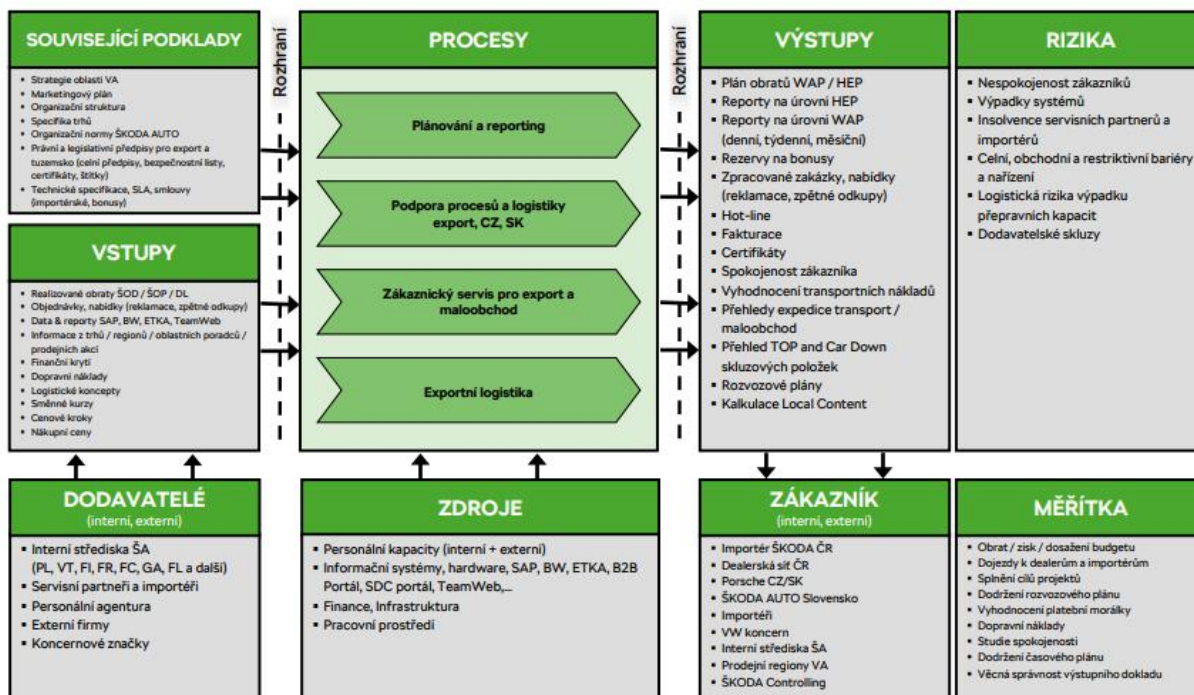 SOUVISEJÍCÍ PODKLADY
Strategie oblasti VA
Marketingový plán
Organizační struktura
Specifika trhů
Organizační normy ŠKODA AUTO
Právní a legislativní předpisy pro export a
tuzemsko (celní předpisy, bezpečnostní listy,
certifikáty, štítky)
Technické specifikace, SLA, smlouvy
(importérské, bonusy)
VSTUPY
Realizované obraty ŠOD / ŠOP / DL
Objednávky, nabídky (reklamace, zpětné odkupy)
Data & reporty SAP, BW, ETKA, TeamWeb
Informace z trhů / regionů / oblastních poradců /
prodejních akcí
Finanční krytí
Dopravní náklady
Logistické koncepty
Směnné kurzy
Cenové kroky
Nákupní ceny
DODAVATELÉ
(interní, externí)
Interní střediska ŠA
(PL, VT, FI, FR, FC, GA, FL a další)
Servisní partneři a importéři
Personální agentura
Externí firmy
Koncernové značky
Rozhraní
PROCESY
Plánování a reporting
Podpora procesů a logistiky
export, CZ, SK
Zákaznický servis pro export a
maloobchod
Exportní logistika
ZDROJE
Personální kapacity (interní + externí)
Informační systémy, hardware, SAP, BW, ETKA, B2B
Portál, SDC portál, TeamWeb,...
Finance, Infrastruktura
Pracovní prostředí
Rozhraní
VÝSTUPY
Plán obratů WAP / HEP
Reporty na úrovni HEP
Reporty na úrovni WAP
(denní, týdenní, měsíční)
Rezervy na bonusy
Zpracované zakázky, nabídky
(reklamace, zpětné odkupy)
Hot-line
Fakturace
Certifikáty
Spokojenost zákazníka
Vyhodnocení transportních nákladů
Přehledy expedice transport /
maloobchod
Přehled TOP and Car Down
skluzových položek
Rozvozové plány
Kalkulace Local Content
ZÁKAZNÍK
(interní, externí)
Importér ŠKODA ČR
Dealerská síť ČR
Porsche CZ/SK
ŠKODA AUTO Slovensko
Importéři
VW koncern
Interní střediska ŠA
Prodejní regiony VA
ŠKODA Controlling
RIZIKA
Nespokojenost zákazníků
Výpadky systémů
Insolvence servisních partnerů a
importérů
Celní, obchodní a restriktivní bariéry
a nařízení
Logistická rizika výpadku
přepravních kapacit
Dodavatelské skluzy
MĚŘÍTKA
Obrat / zisk / dosažení budgetu
Dojezdy k dealerům a importérům
Splnění cílů projektů
Dodržení rozvozového plánu
Vyhodnocení platební morálky
Dopravní náklady
Studie spokojenosti
Dodržení časového plánu
Věcná správnost výstupního dokladu